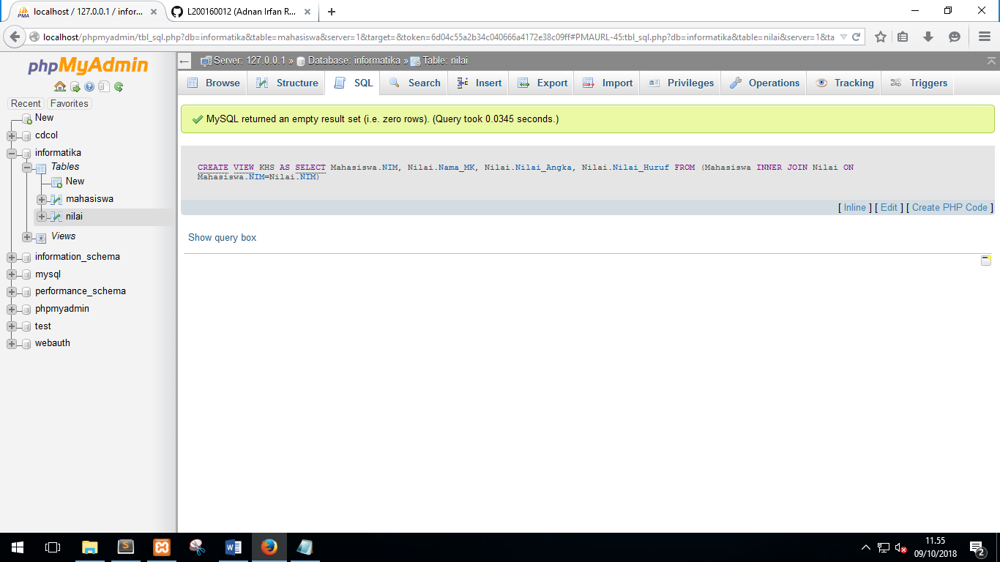 localhost / 127.0.0.1 / infor...
L200160012 (Adnan Irfan R...
localhost/phpmyadmin/tbl_sql.php?db=informatika&table=mahasiswa&server=1&target=&token=6d04c55a2b34c040666a4172e38c09ff#PMAURL-45:tbl_sql.php?db=informatika&table=nilai&server=1&ta
phpMyAdmin
Recent Favorites
New
cdcol
informatika
Tables
New
mahasiswa
nilai
Views
information_schema
mysql
performance_schema
phpmyadmin
test
webauth
Server: 127.0.0.1 » Database: informatika » Table: nilai
Browse Structure SQL Search Insert Export Import Privileges Operations Tracking Triggers
MySQL returned an empty result set (i.e. zero rows). (Query took 0.0345 seconds.)
CREATE VIEW KHS AS SELECT Mahasiswa.NIM, Nilai.Nama_MK, Nilai.Nilai_Angka, Nilai.Nilai_Huruf FROM (Mahasiswa INNER JOIN Nilai ON
Mahasiswa.NIM=Nilai.NIM)
[ Inline ] [ Edit ] [ Create PHP Code ]
Show query box
11.55
09/10/2018
2